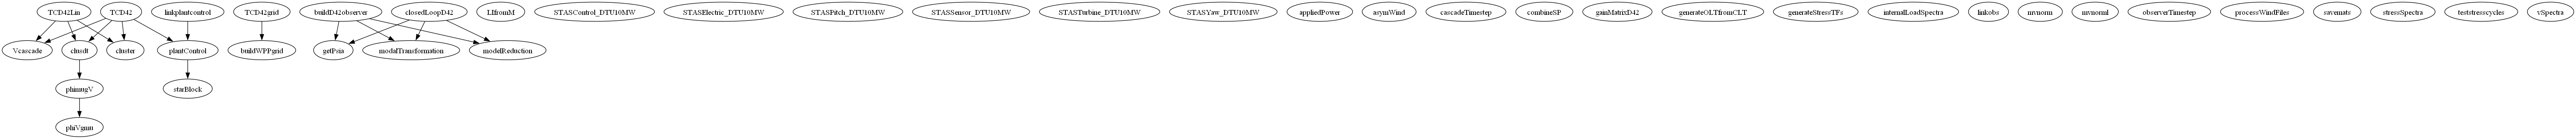 TCD42Lin
TCD42
linkplantcontrol
TCD42grid
buildD42observer
closedLoopD42
LIfromM
STASControl_DTU10MW
STASElectric_DTU10MW
STASPitch_DTU10MW
STASSensor_DTU10MW
STASTurbine_DTU10MW
STASYaw_DTU10MW
appliedPower
asymWind
cascadeTimestep
combineSP
gainMatrixD42
generateOLTfromCLT
generateStressTFs
internalLoadSpectra
linkobs
mvnorm
mvnorml
observerTimestep
processWindFiles
savemats
stressSpectra
teststresscycles
vSpectra
Vcascade
clusdt
cluster
plantControl
buildWPPgrid
getPsia
modalTransformation
modelReduction
phimugV
starBlock
phiVgmu